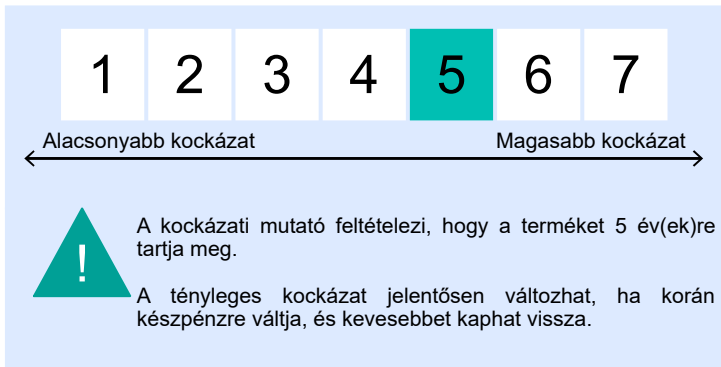 1 2 3 4 5 6 7
Alacsonyabb kockázat Magasabb kockázat
! A kockázati mutató feltételezi, hogy a terméket 5 év(ek)re
tartja meg.
A tényleges kockázat jelentősen változhat, ha korán
készpénzre váltja, és kevesebbet kaphat vissza.